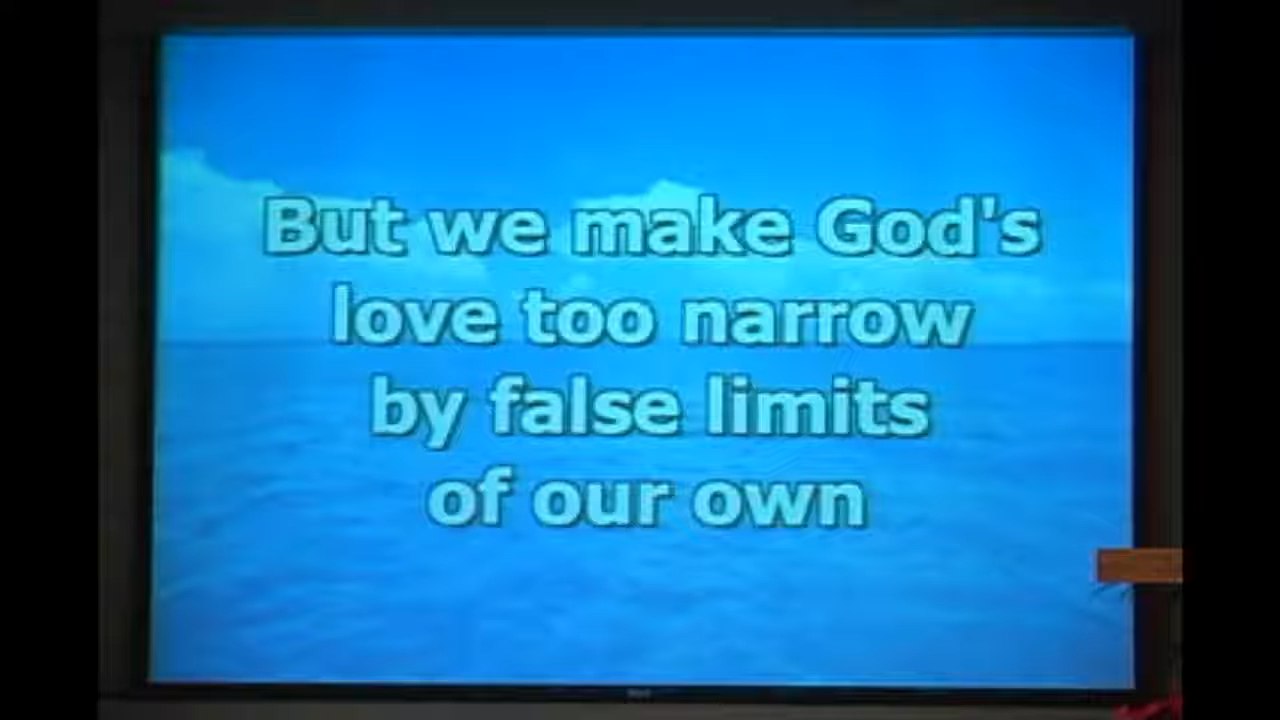 But we make God's
love too narrow
by false limits
of our own